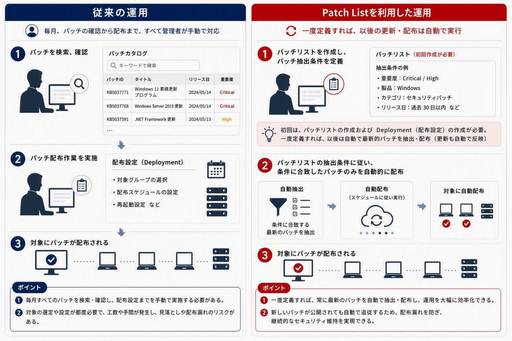 従来の運用
毎月、パッチの確認から配布まで、すべて管理者が手動で対応
1
パッチを検索、確認
パッチカタログ
キーワードで検索
パッチID タイトル リリース日 重要度
KB5037771 Windows 11 累積更新プログラム 2024/05/14 Critical
KB5037768 Windows Server 2019 更新 2024/05/14 Critical
KB5037591 .NET Framework 更新 2024/05/13 High
...
2
パッチ配布作業を実施
配布設定（Deployment）
・対象グループの選択
・配布スケジュールの設定
・再起動設定 など
3
対象にパッチが配布される
ポイント
1 毎月すべてのパッチを検索・確認し、配布設定までを手動で実施する必要がある。
2 対象の選定や設定が都度必要で、工数や手間が発生し、見落としや配布漏れのリスクが
ある。
Patch Listを利用した運用
一度定義すれば、以後の更新・配布は自動で実行
1
パッチリストを作成し、
パッチ抽出条件を定義
パッチリスト（初回作成が必要）
抽出条件の例
・重要度：Critical / High
・製品：Windows
・カテゴリ：セキュリティパッチ
・リリース日：過去 30日以内 など
初回は、パッチリストの作成および Deployment（配布設定）の作成が必要。
一度定義すれば、以後は自動で最新パッチを抽出・配布（更新も自動で反映）
2
パッチリストの抽出条件に従い、
条件に合致したパッチのみを自動的に配布
自動抽出
条件に合致する
最新のパッチを抽出
自動配布
（スケジュールに従い実行）
対象に自動配布
3
対象にパッチが配布される
ポイント
1 一度定義すれば、常に最新のパッチを自動で抽出・配布し、運用を大幅に効率化できる。
2 新しいパッチが公開されても自動で追従するため、配布漏れを防ぎ、
継続的なセキュリティ維持を実現できる。